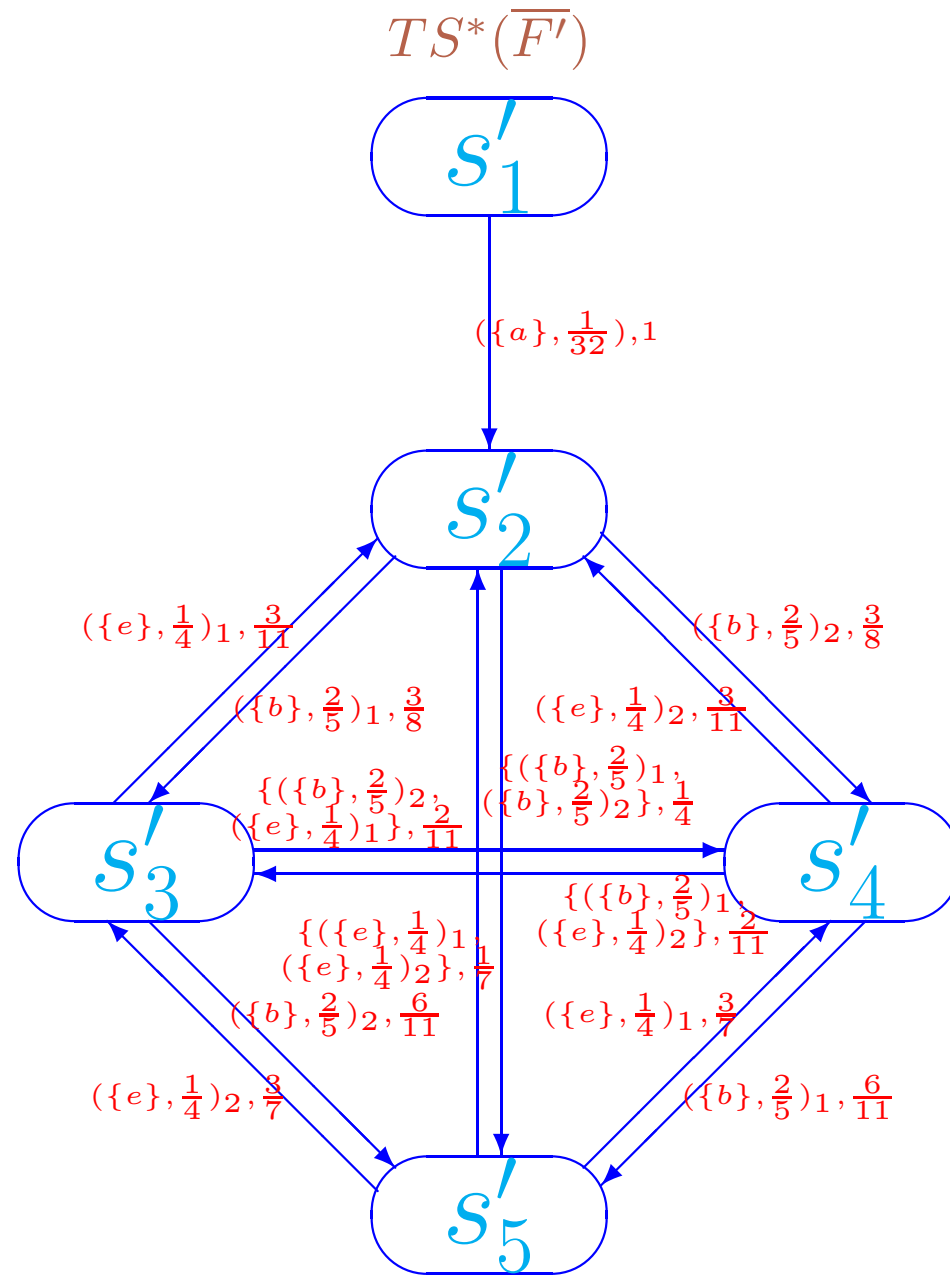 TS*(F̅'̅)
s′₁
({a},1/32),1
s′₂
({e},1/4)₁,3/11
({b},2/5)₂,3/8
({b},2/5)₁,3/8
({e},1/4)₂,3/11
{({b},2/5)₁,
({b},2/5)₂},1/4
{({b},2/5)₂,
({e},1/4)₁},2/11
s′₃
s′₄
{({b},2/5)₁,
({e},1/4)₂},2/11
{({e},1/4)₁,
({e},1/4)₂},1/7
({b},2/5)₂,6/11
({e},1/4)₁,3/7
({e},1/4)₂,3/7
({b},2/5)₁,6/11
s′₅